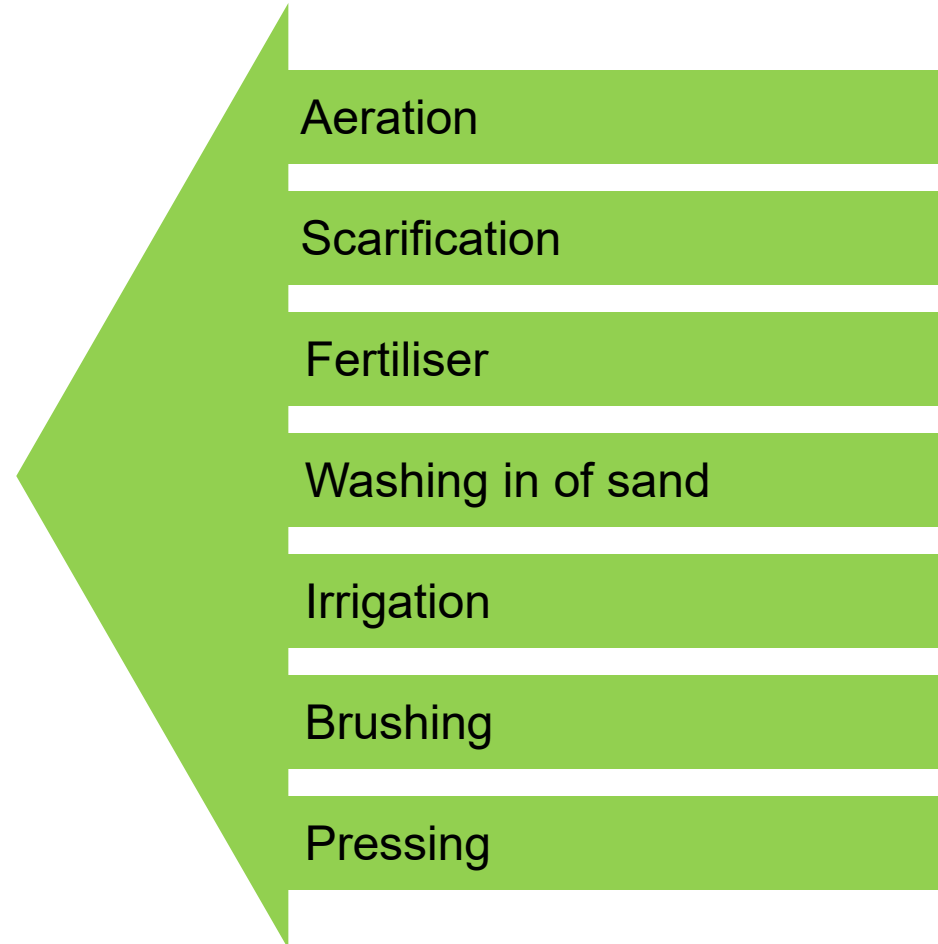 Aeration
Scarification
Fertiliser
Washing in of sand
Irrigation
Brushing
Pressing